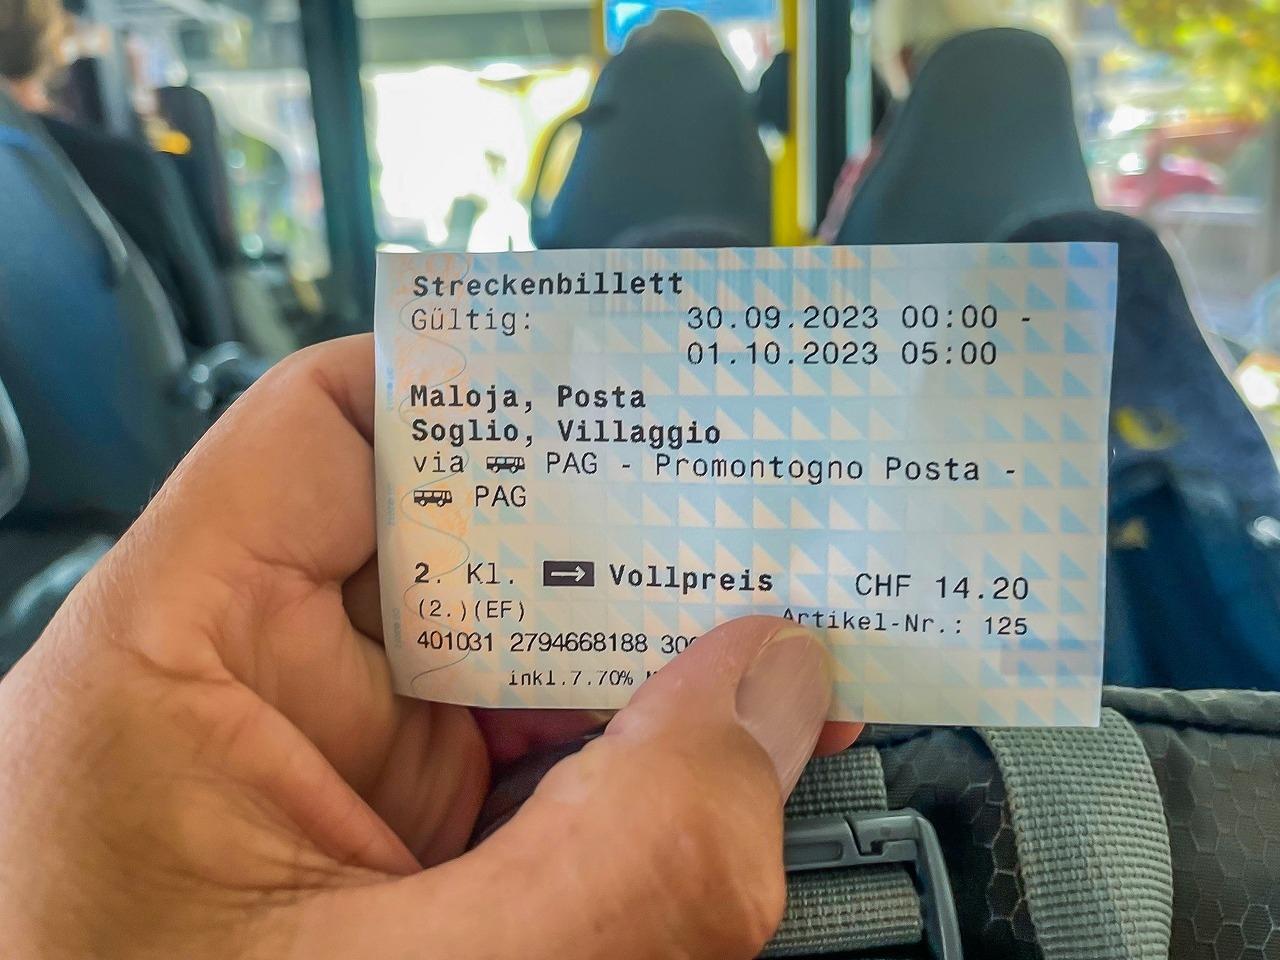 Streckenbillett
Gültig: 30.09.2023 00:00 -
01.10.2023 05:00
Maloja, Posta
Soglio, Villaggio
via PAG - Promontogno Posta -
PAG
2. Kl. Vollpreis CHF 14.20
(2.)(EF) Artikel-Nr.: 125
401031 2794668188
inkl.7.70%